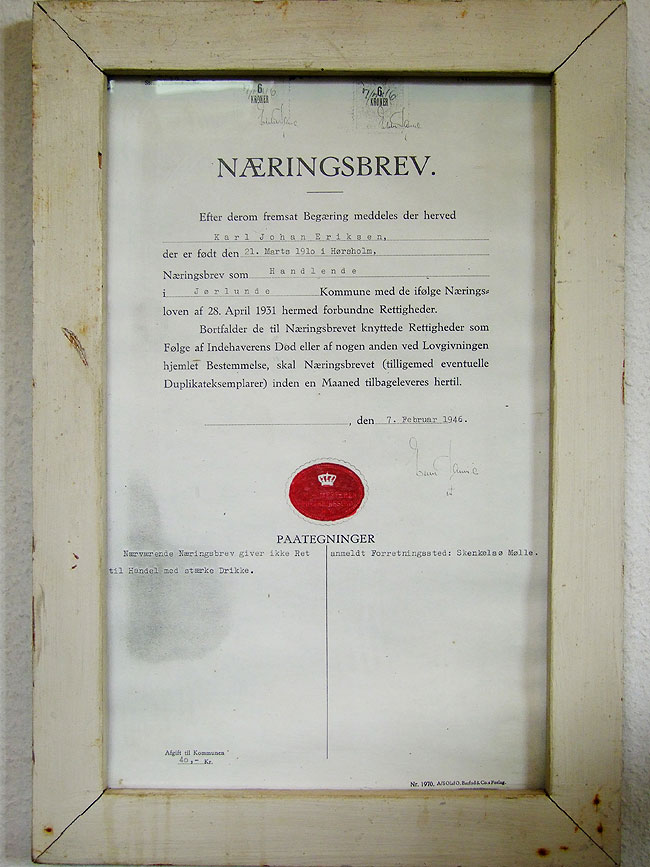 6 6
KRONER KRONER
NÆRINGSBREV.
Efter derom fremsat Begæring meddeles der herved
Karl Johan Eriksen,
der er født den 21. Marts 1910 i Hørsholm,
Næringsbrev som Handlende
i Jørlunde Kommune med de ifølge Nærings-
loven af 28. April 1931 hermed forbundne Rettigheder.
Bortfalder de til Næringsbrevet knyttede Rettigheder som
Følge af Indehaverens Død eller af nogen anden ved Lovgivningen
hjemlet Bestemmelse, skal Næringsbrevet (tilligemed eventuelle
Duplikateksemplarer) inden en Maaned tilbageleveres hertil.
, den 7. Februar 1946.
PAATEGNINGER
Nærværende Næringsbrev giver ikke Ret
til Handel med stærke Drikke.
anmeldt Forretningssted: Skenkelsø Mølle.
Afgift til Kommunen
40,- Kr.
Nr. 1970. A/S Olaf O. Barfod & Co.s Forlag.